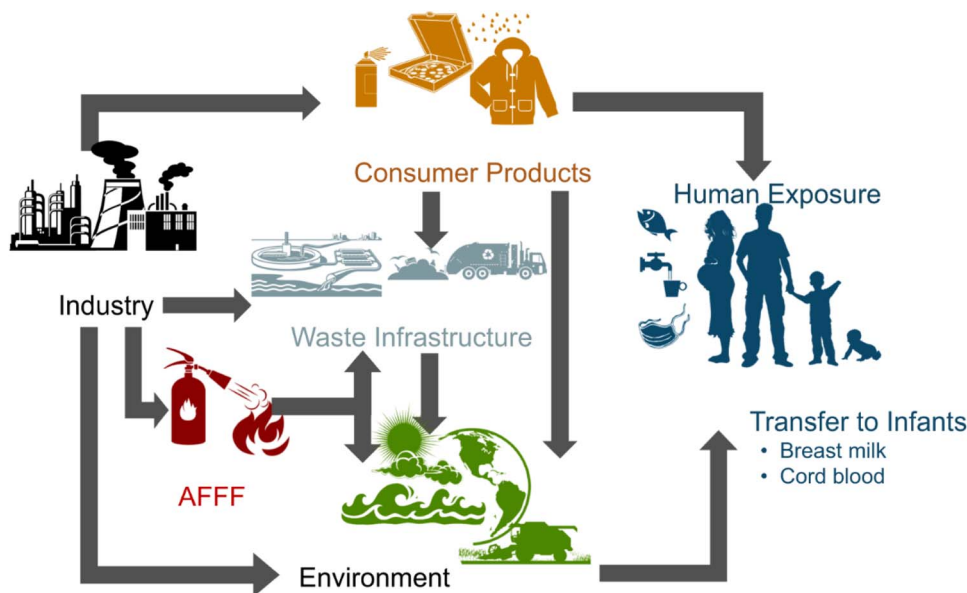 Consumer Products
Human Exposure
Industry
Waste Infrastructure
AFFF
Transfer to Infants
• Breast milk
• Cord blood
Environment